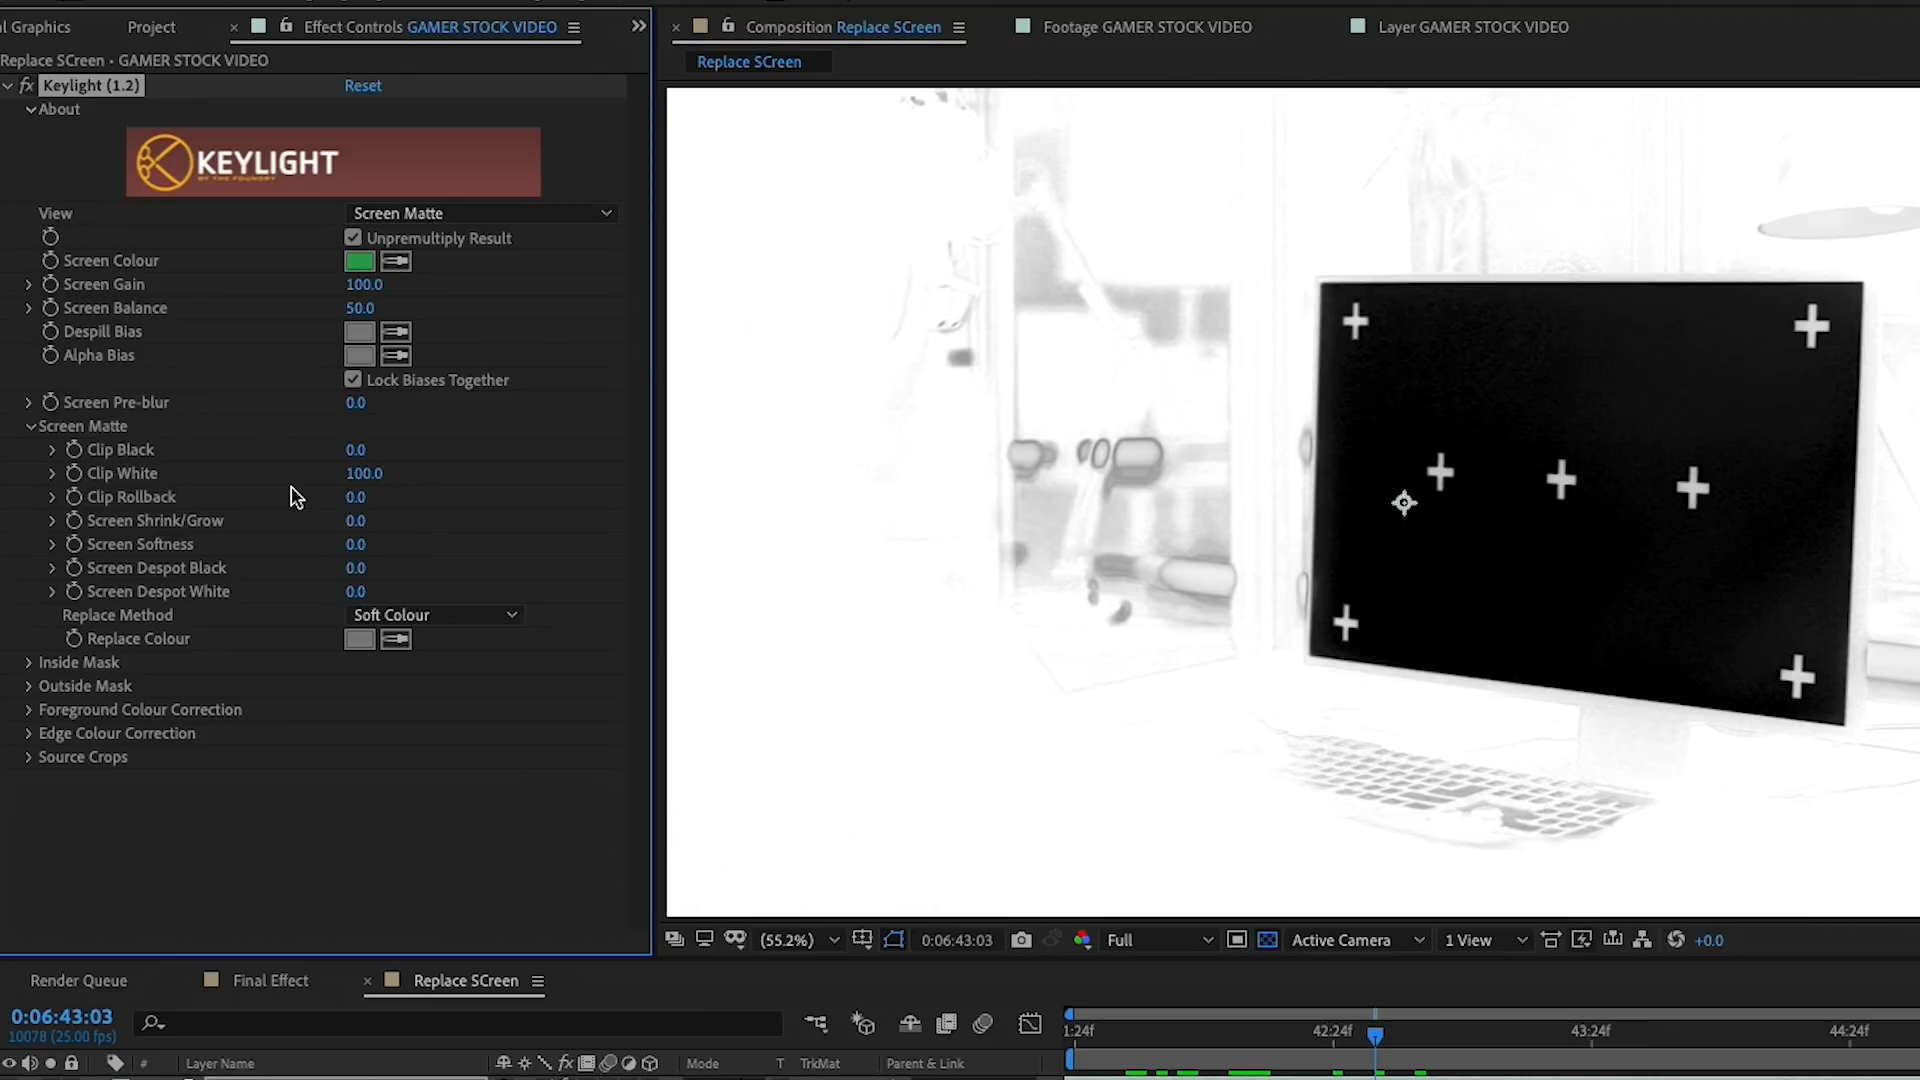 al Graphics
Project
Effect Controls GAMER STOCK VIDEO
Composition Replace SCreen
Footage GAMER STOCK VIDEO
Layer GAMER STOCK VIDEO
Replace SCreen • GAMER STOCK VIDEO
Replace SCreen
fx Keylight (1.2)
Reset
About
KEYLIGHT
BY THE FOUNDRY
View
Screen Matte
Unpremultiply Result
Screen Colour
Screen Gain
100.0
Screen Balance
50.0
Despill Bias
Alpha Bias
Lock Biases Together
Screen Pre-blur
0.0
Screen Matte
Clip Black
0.0
Clip White
100.0
Clip Rollback
0.0
Screen Shrink/Grow
0.0
Screen Softness
0.0
Screen Despot Black
0.0
Screen Despot White
0.0
Replace Method
Soft Colour
Replace Colour
Inside Mask
Outside Mask
Foreground Colour Correction
Edge Colour Correction
Source Crops
(55.2%)
0:06:43:03
Full
Active Camera
1 View
+0.0
Render Queue
Final Effect
Replace SCreen
0:06:43:03
10078 (25.00 fps)
1:24f
42:24f
43:24f
44:24f
#
Layer Name
fx
Mode
T
TrkMat
Parent & Link